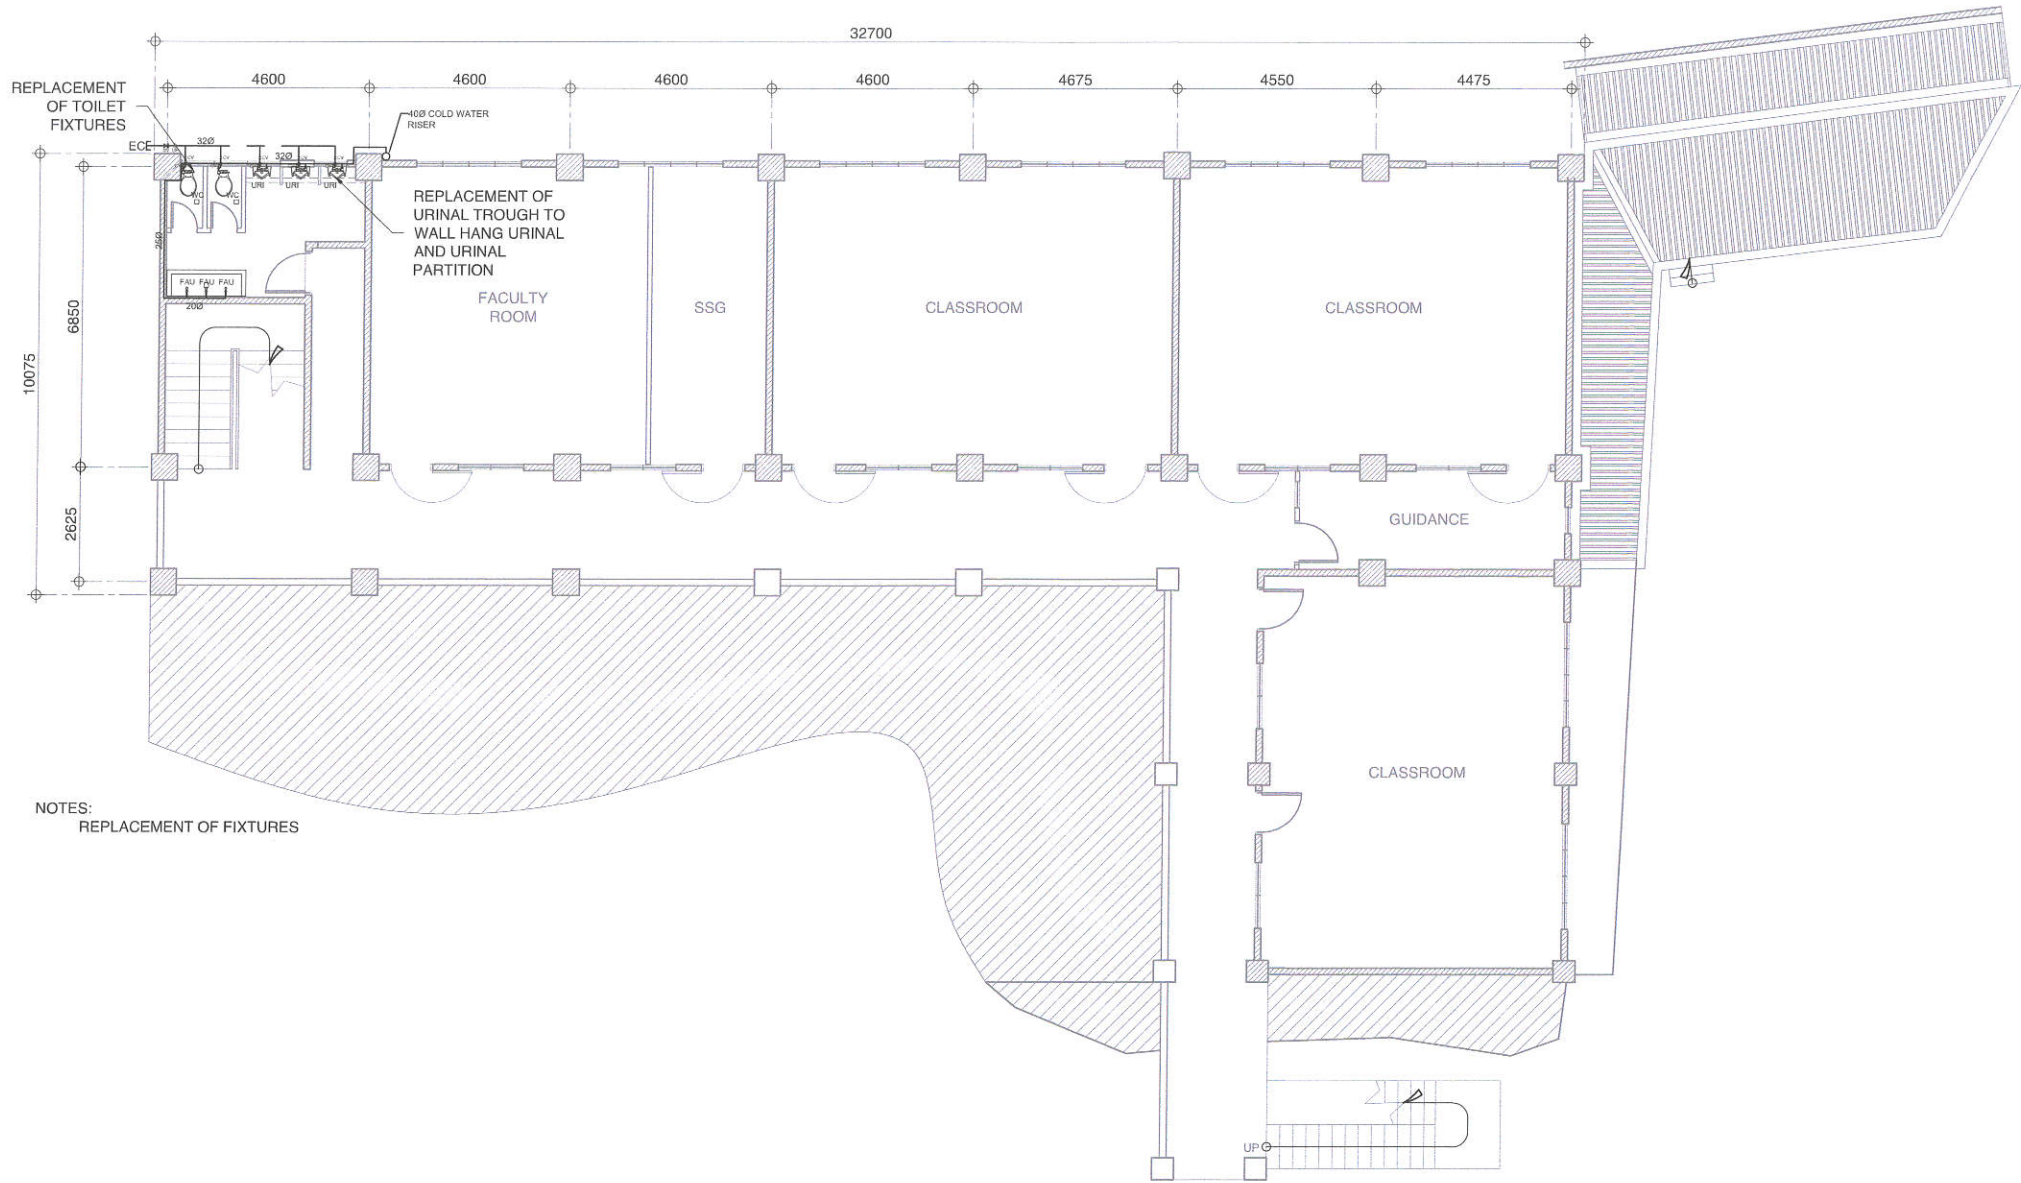 32700
4600
4600
4600
4600
4675
4550
4475
REPLACEMENT
OF TOILET
FIXTURES
40Ø COLD WATER
RISER
ECE
32Ø
32Ø
WC
WC
URI
URI
URI
REPLACEMENT OF
URINAL TROUGH TO
WALL HANG URINAL
AND URINAL
PARTITION
25Ø
FAU FAU FAU
20Ø
FACULTY
ROOM
SSG
CLASSROOM
CLASSROOM
6850
10075
2625
GUIDANCE
CLASSROOM
NOTES:
REPLACEMENT OF FIXTURES
UP